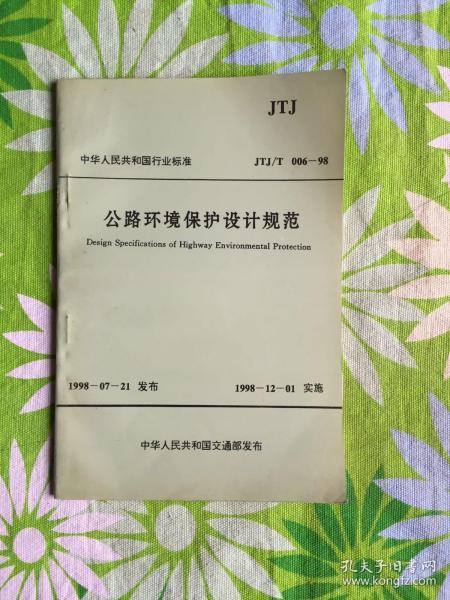 JTJ
中华人民共和国行业标准 JTJ/T 006—98
公路环境保护设计规范
Design Specifications of Highway Environmental Protection
1998—07—21 发布 1998—12—01 实施
中华人民共和国交通部发布
孔夫子旧书网
www.kongfz.com